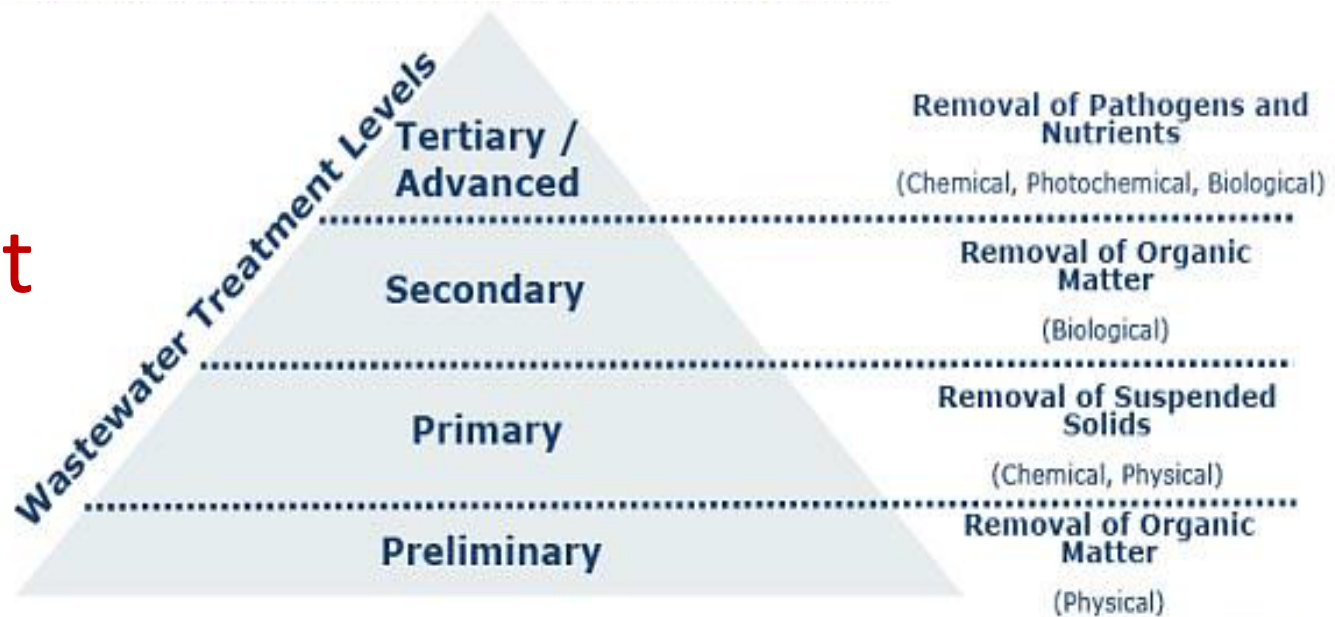 Wastewater Treatment Levels
Tertiary /
Advanced
Removal of Pathogens and
Nutrients
(Chemical, Photochemical, Biological)
t
Secondary
Removal of Organic
Matter
(Biological)
Primary
Removal of Suspended
Solids
(Chemical, Physical)
Preliminary
Removal of Organic
Matter
(Physical)